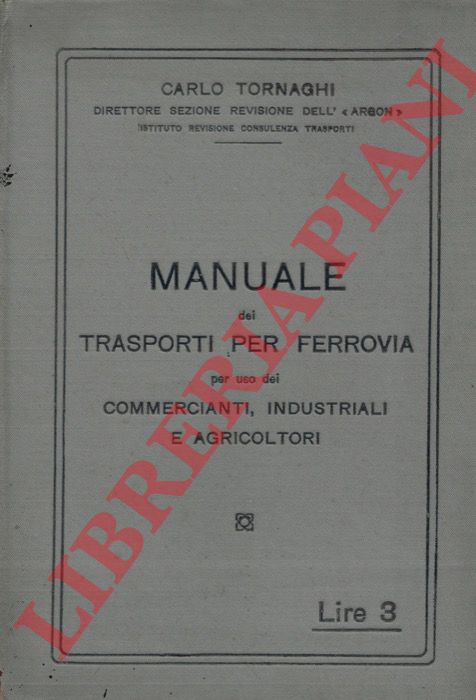 CARLO TORNAGHI
DIRETTORE SEZIONE REVISIONE DELL' «ARGON»
ISTITUTO REVISIONE CONSULENZA TRASPORTI
MANUALE
dei
TRASPORTI PER FERROVIA
per uso dei
COMMERCIANTI, INDUSTRIALI
E AGRICOLTORI
Lire 3
LIBRERIA PIANI